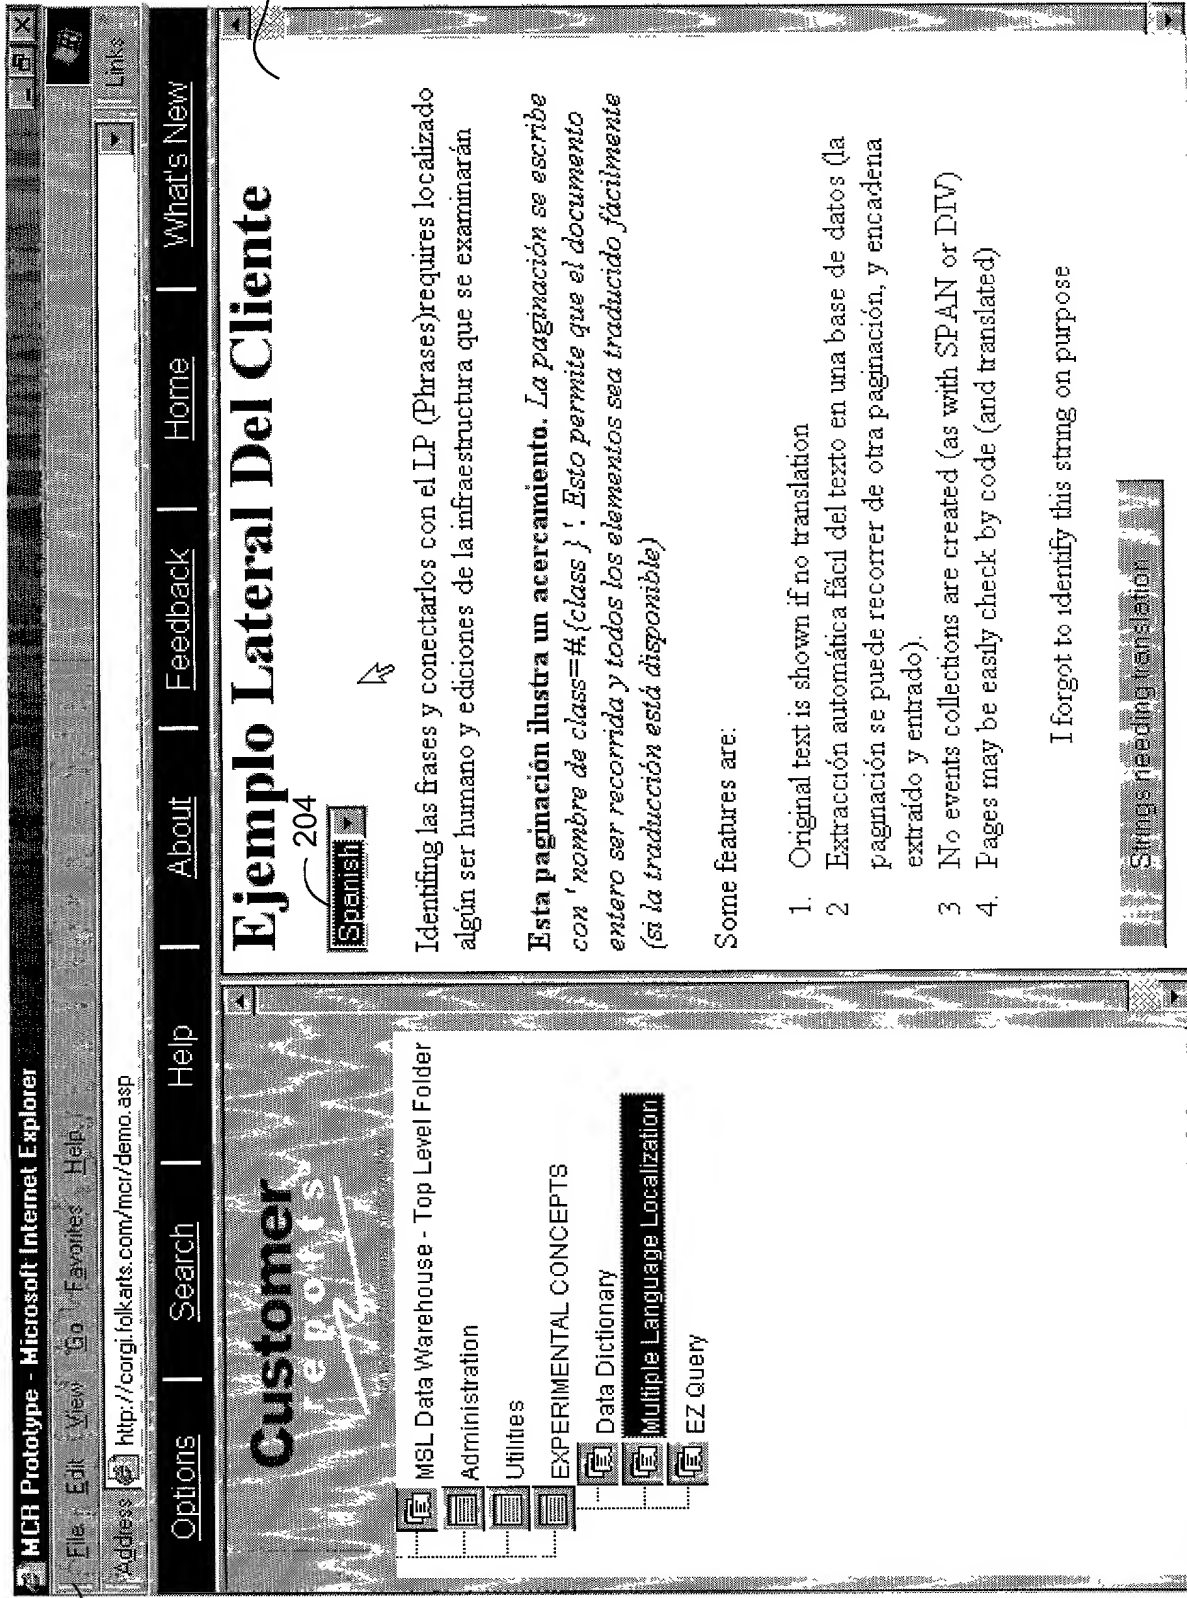 MCR Prototype - Microsoft Internet Explorer
File Edit View Go Favorites Help
Address http://corgi.folkarts.com/mcr/demo.asp Links
Options | Search | Help | About | Feedback | Home | What's New
Customer
reports
MSL Data Warehouse - Top Level Folder
Administration
Utilities
EXPERIMENTAL CONCEPTS
Data Dictionary
Multiple Language Localization
EZ Query
Ejemplo Lateral Del Cliente
204
Spanish
Identifing las frases y conectarlos con el LP (Phrases)requires localizado
algún ser humano y ediciones de la infraestructura que se examinarán
Esta paginación ilustra un acercamiento. La paginación se escribe
con ' nombre de class=#.{class } '. Esto permite que el documento
entero ser recorrida y todos los elementos sea traducido fácilmente
(si la traducción está disponible)
Some features are:
1. Original text is shown if no translation
2 Extracción automática fácil del texto en una base de datos (la
paginación se puede recorrer de otra paginación, y encadena
extraído y entrado).
3 No events collections are created (as with SPAN or DIV)
4. Pages may be easily check by code (and translated)
I forgot to identify this string on purpose
Strings needing translation